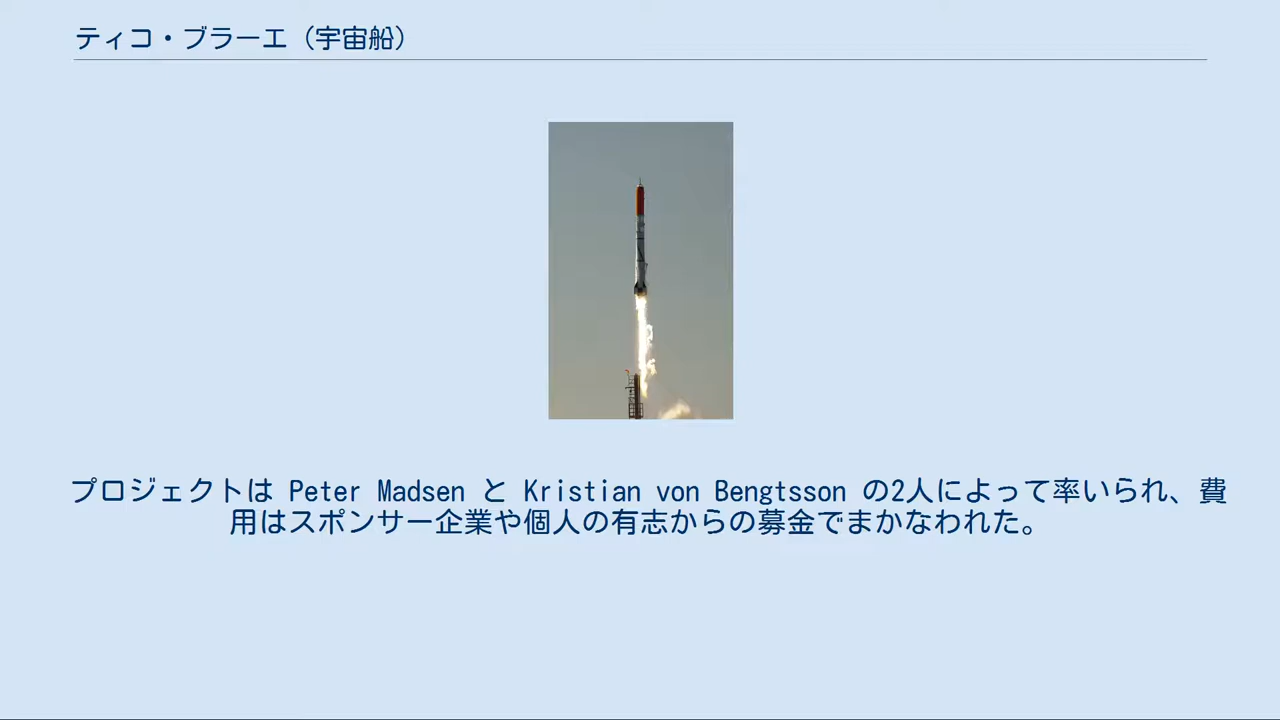 ティコ・ブラーエ（宇宙船）
プロジェクトは Peter Madsen と Kristian von Bengtsson の2人によって率いられ、費
用はスポンサー企業や個人の有志からの募金でまかなわれた。